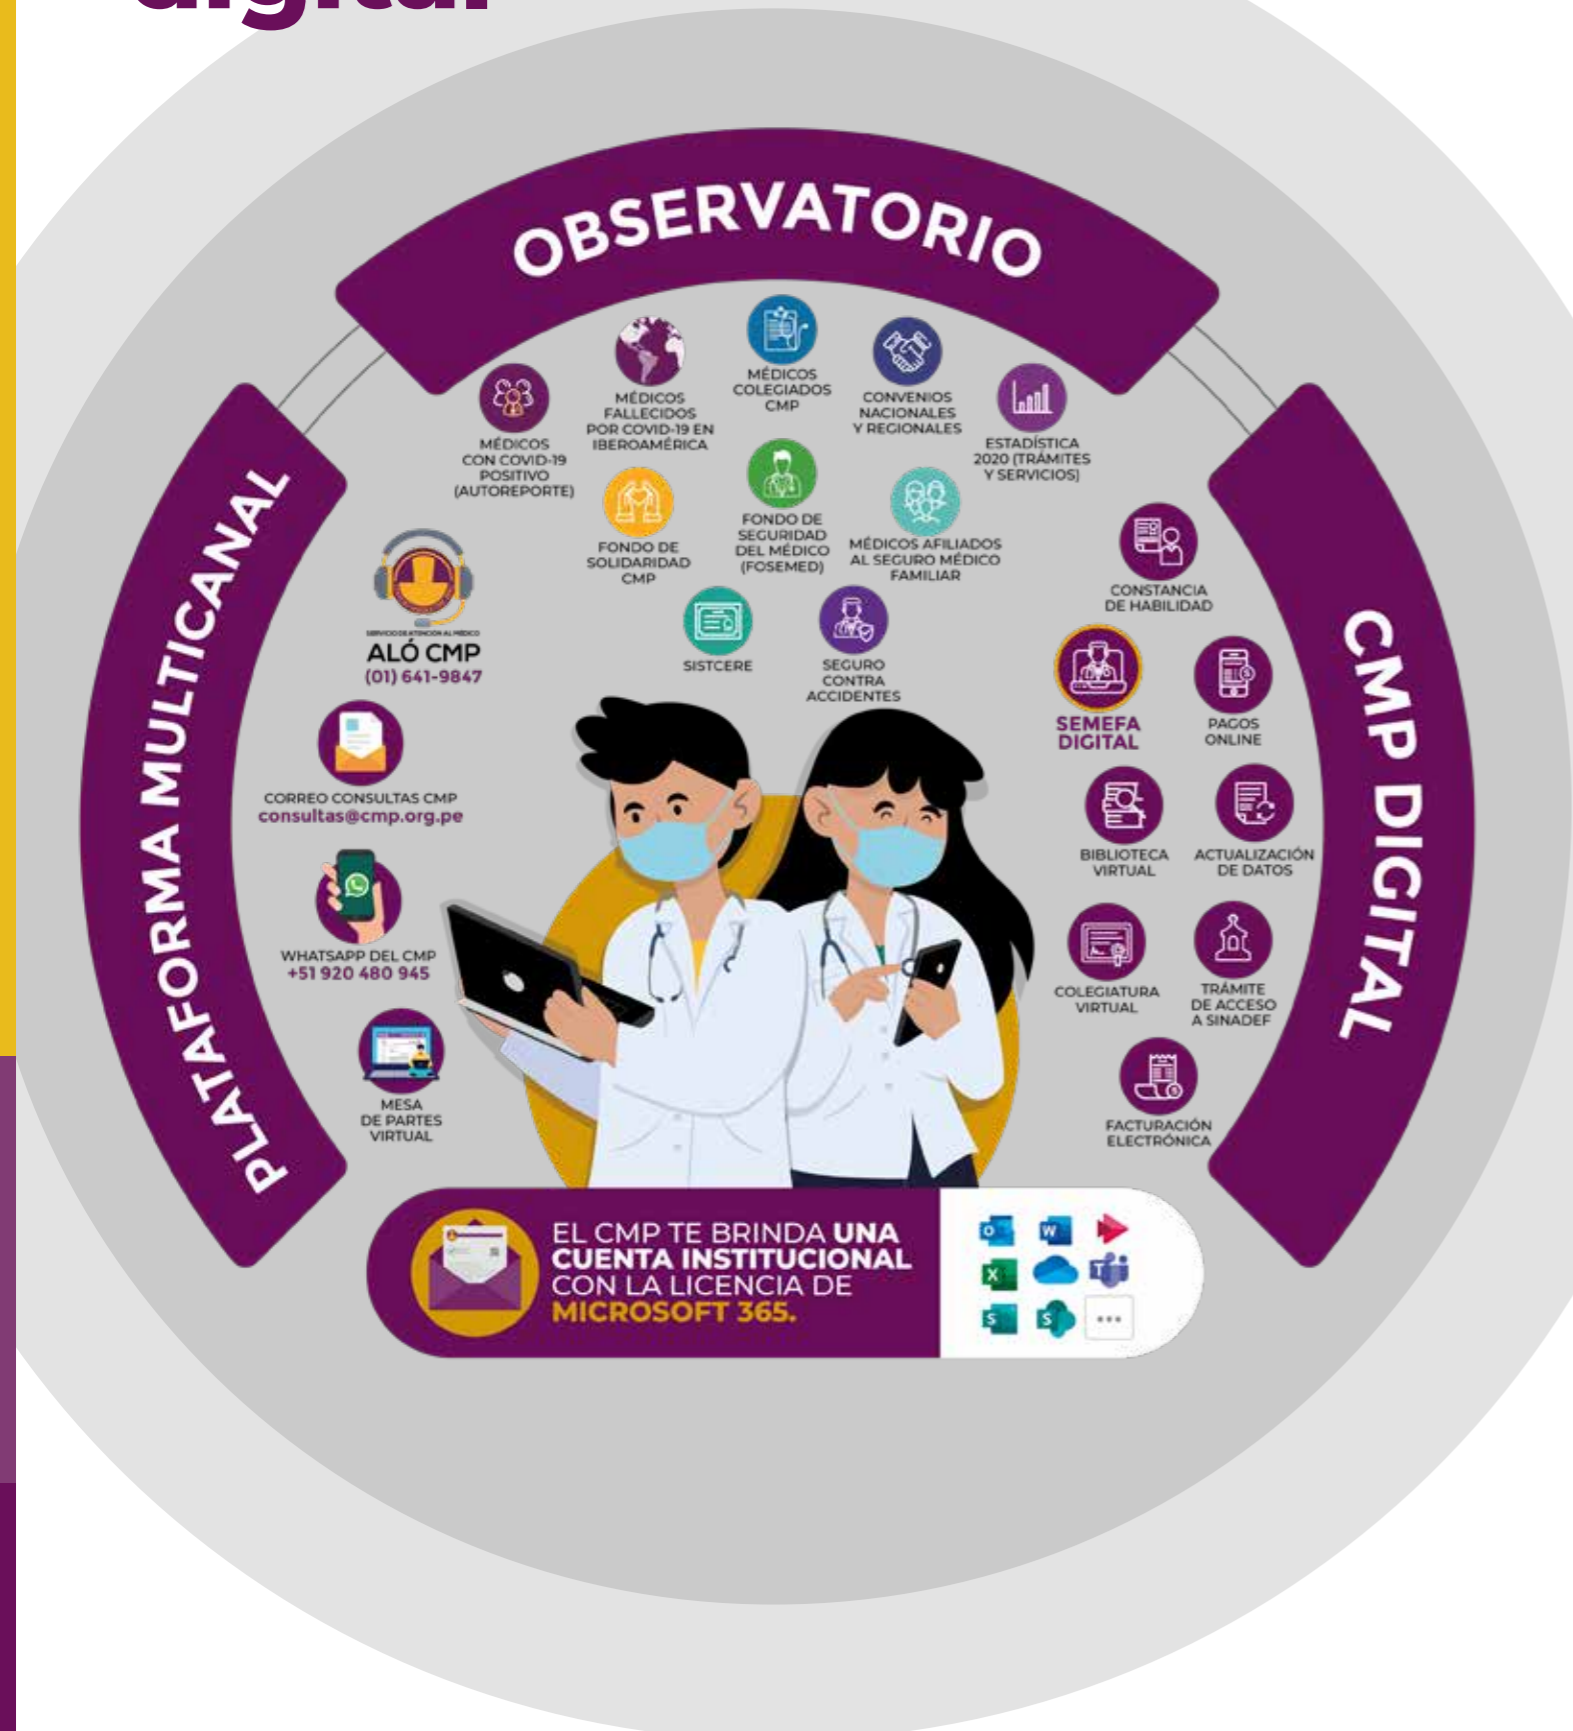 digital
OBSERVATORIO
MÉDICOS
CON COVID-19
POSITIVO
(AUTOREPORTE)
MÉDICOS
FALLECIDOS
POR COVID-19 EN
IBEROAMÉRICA
MÉDICOS
COLEGIADOS
CMP
CONVENIOS
NACIONALES
Y REGIONALES
ESTADÍSTICA
2020 (TRÁMITES
Y SERVICIOS)
FONDO DE
SOLIDARIDAD
CMP
FONDO DE
SEGURIDAD
DEL MÉDICO
(FOSEMED)
MÉDICOS AFILIADOS
AL SEGURO MÉDICO
FAMILIAR
SISTCERE
SEGURO
CONTRA
ACCIDENTES
PLATAFORMA MULTICANAL
SERVICIO DE ATENCIÓN AL MÉDICO
ALÓ CMP
(01) 641-9847
CORREO CONSULTAS CMP
consultas@cmp.org.pe
WHATSAPP DEL CMP
+51 920 480 945
MESA
DE PARTES
VIRTUAL
CMP DIGITAL
CONSTANCIA
DE HABILIDAD
SEMEFA
DIGITAL
PAGOS
ONLINE
BIBLIOTECA
VIRTUAL
ACTUALIZACIÓN
DE DATOS
COLEGIATURA
VIRTUAL
TRÁMITE
DE ACCESO
A SINADEF
FACTURACIÓN
ELECTRÓNICA
EL CMP TE BRINDA UNA
CUENTA INSTITUCIONAL
CON LA LICENCIA DE
MICROSOFT 365.